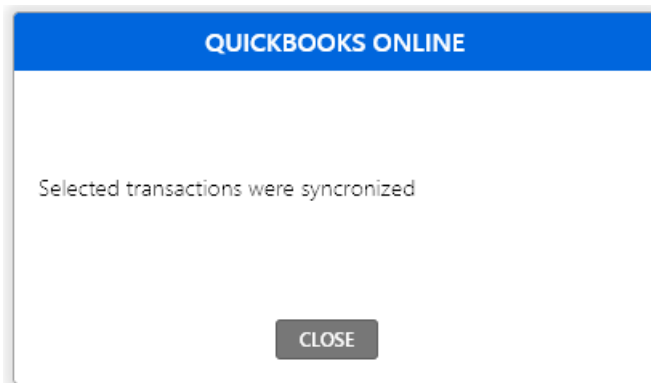 QUICKBOOKS ONLINE
Selected transactions were syncronized
CLOSE